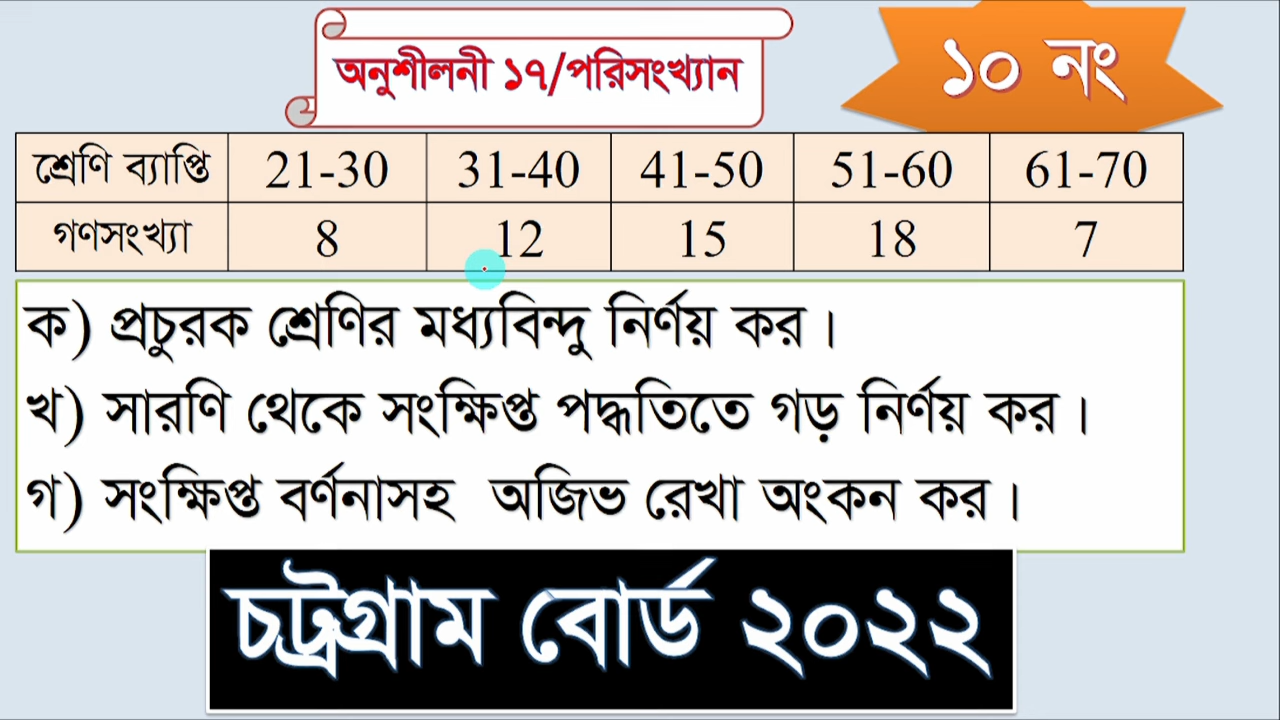 অনুশীলনী ১৭/পরিসংখ্যান
১০ নং
শ্রেণি ব্যাপ্তি 21-30 31-40 41-50 51-60 61-70
গণসংখ্যা 8 12 15 18 7
ক) প্রচুরক শ্রেণির মধ্যবিন্দু নির্ণয় কর।
খ) সারণি থেকে সংক্ষিপ্ত পদ্ধতিতে গড় নির্ণয় কর।
গ) সংক্ষিপ্ত বর্ণনাসহ অজিভ রেখা অংকন কর।
চট্রগ্রাম বোর্ড ২০২২